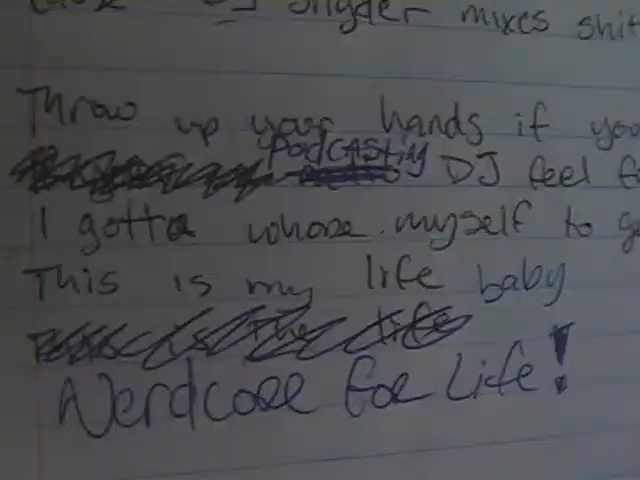 Snyder mixes shit
Throw up your hands if you
Podcasting DJ feel
I gotta whore myself to
This is my life baby
Nerdcore for Life!